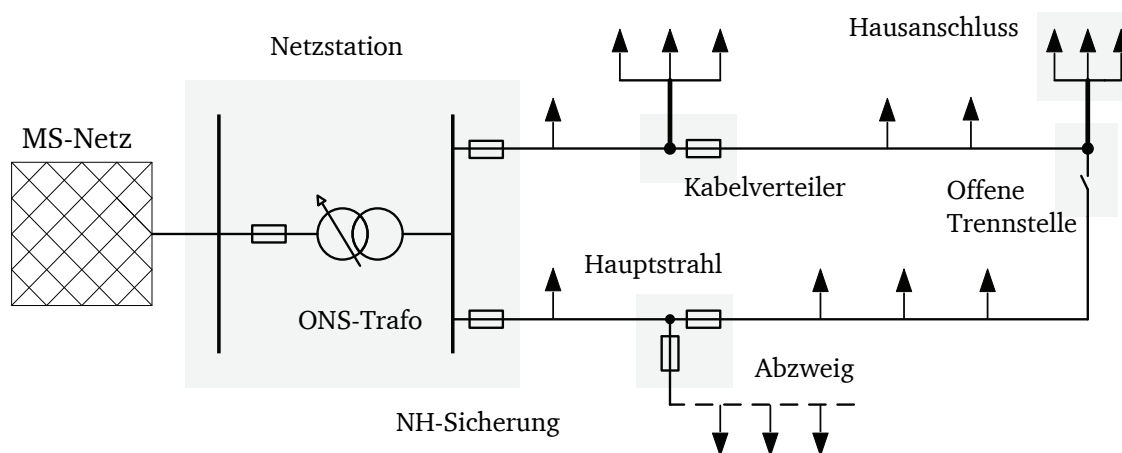 Netzstation
Hausanschluss
MS-Netz
Kabelverteiler
Offene
Trennstelle
Hauptstrahl
ONS-Trafo
Abzweig
NH-Sicherung